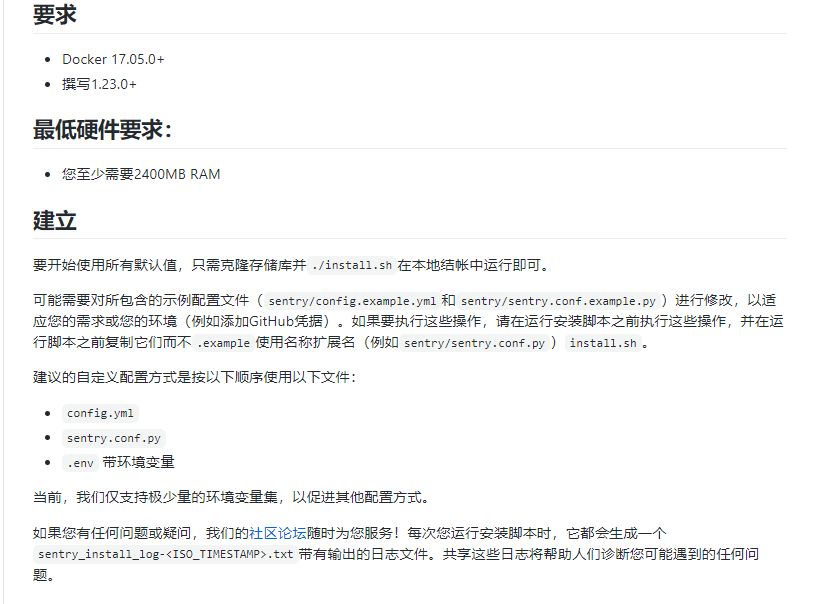 要求
Docker 17.05.0+
撰写1.23.0+
最低硬件要求：
您至少需要2400MB RAM
建立
要开始使用所有默认值，只需克隆存储库并 ./install.sh 在本地结帐中运行即可。
可能需要对所包含的示例配置文件（ sentry/config.example.yml 和 sentry/sentry.conf.example.py ）进行修改，以适
应您的需求或您的环境（例如添加GitHub凭据）。如果要执行这些操作，请在运行安装脚本之前执行这些操作，并在运
行脚本之前复制它们而不 .example 使用名称扩展名（例如 sentry/sentry.conf.py ） install.sh 。
建议的自定义配置方式是按以下顺序使用以下文件：
config.yml
sentry.conf.py
.env 带环境变量
当前，我们仅支持极少量的环境变量集，以促进其他配置方式。
如果您有任何问题或疑问，我们的社区论坛随时为您服务！每次您运行安装脚本时，它都会生成一个
sentry_install_log-<ISO_TIMESTAMP>.txt 带有输出的日志文件。共享这些日志将帮助人们诊断您可能遇到的任何问
题。